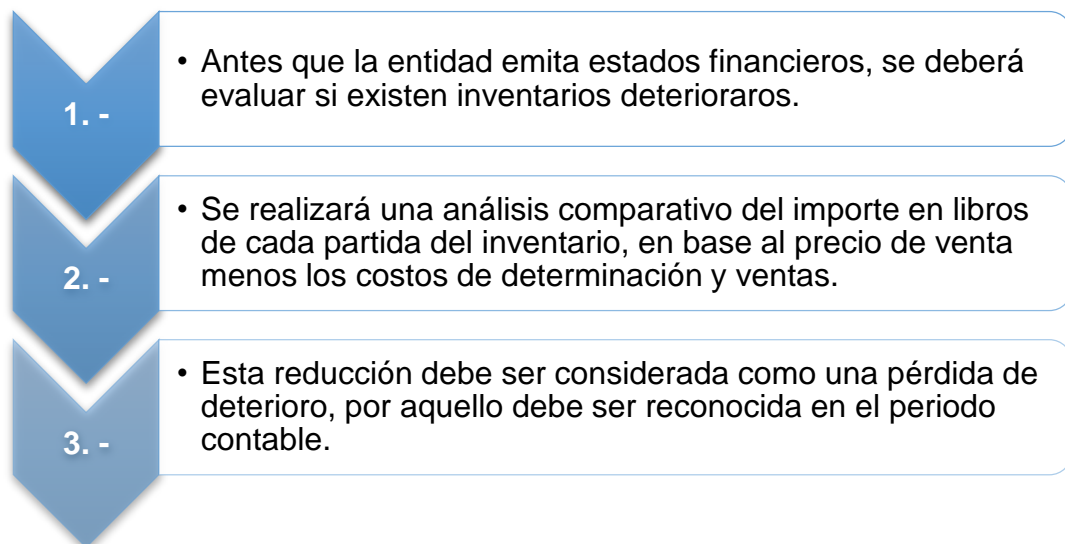 1. -
• Antes que la entidad emita estados financieros, se deberá
evaluar si existen inventarios deterioraros.
2. -
• Se realizará una análisis comparativo del importe en libros
de cada partida del inventario, en base al precio de venta
menos los costos de determinación y ventas.
3. -
• Esta reducción debe ser considerada como una pérdida de
deterioro, por aquello debe ser reconocida en el periodo
contable.